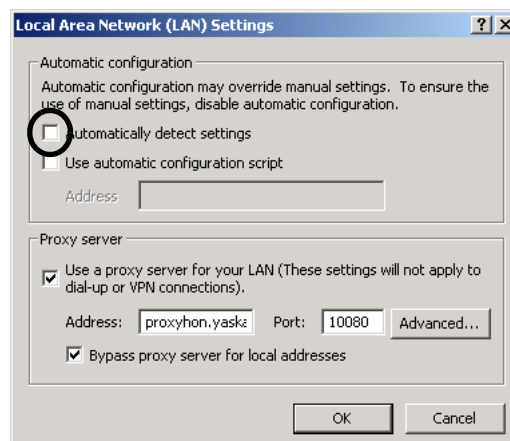 Local Area Network (LAN) Settings
Automatic configuration
Automatic configuration may override manual settings. To ensure the
use of manual settings, disable automatic configuration.
Automatically detect settings
Use automatic configuration script
Address
Proxy server
Use a proxy server for your LAN (These settings will not apply to
dial-up or VPN connections).
Address: proxyhon.yaska Port: 10080 Advanced...
Bypass proxy server for local addresses
OK Cancel